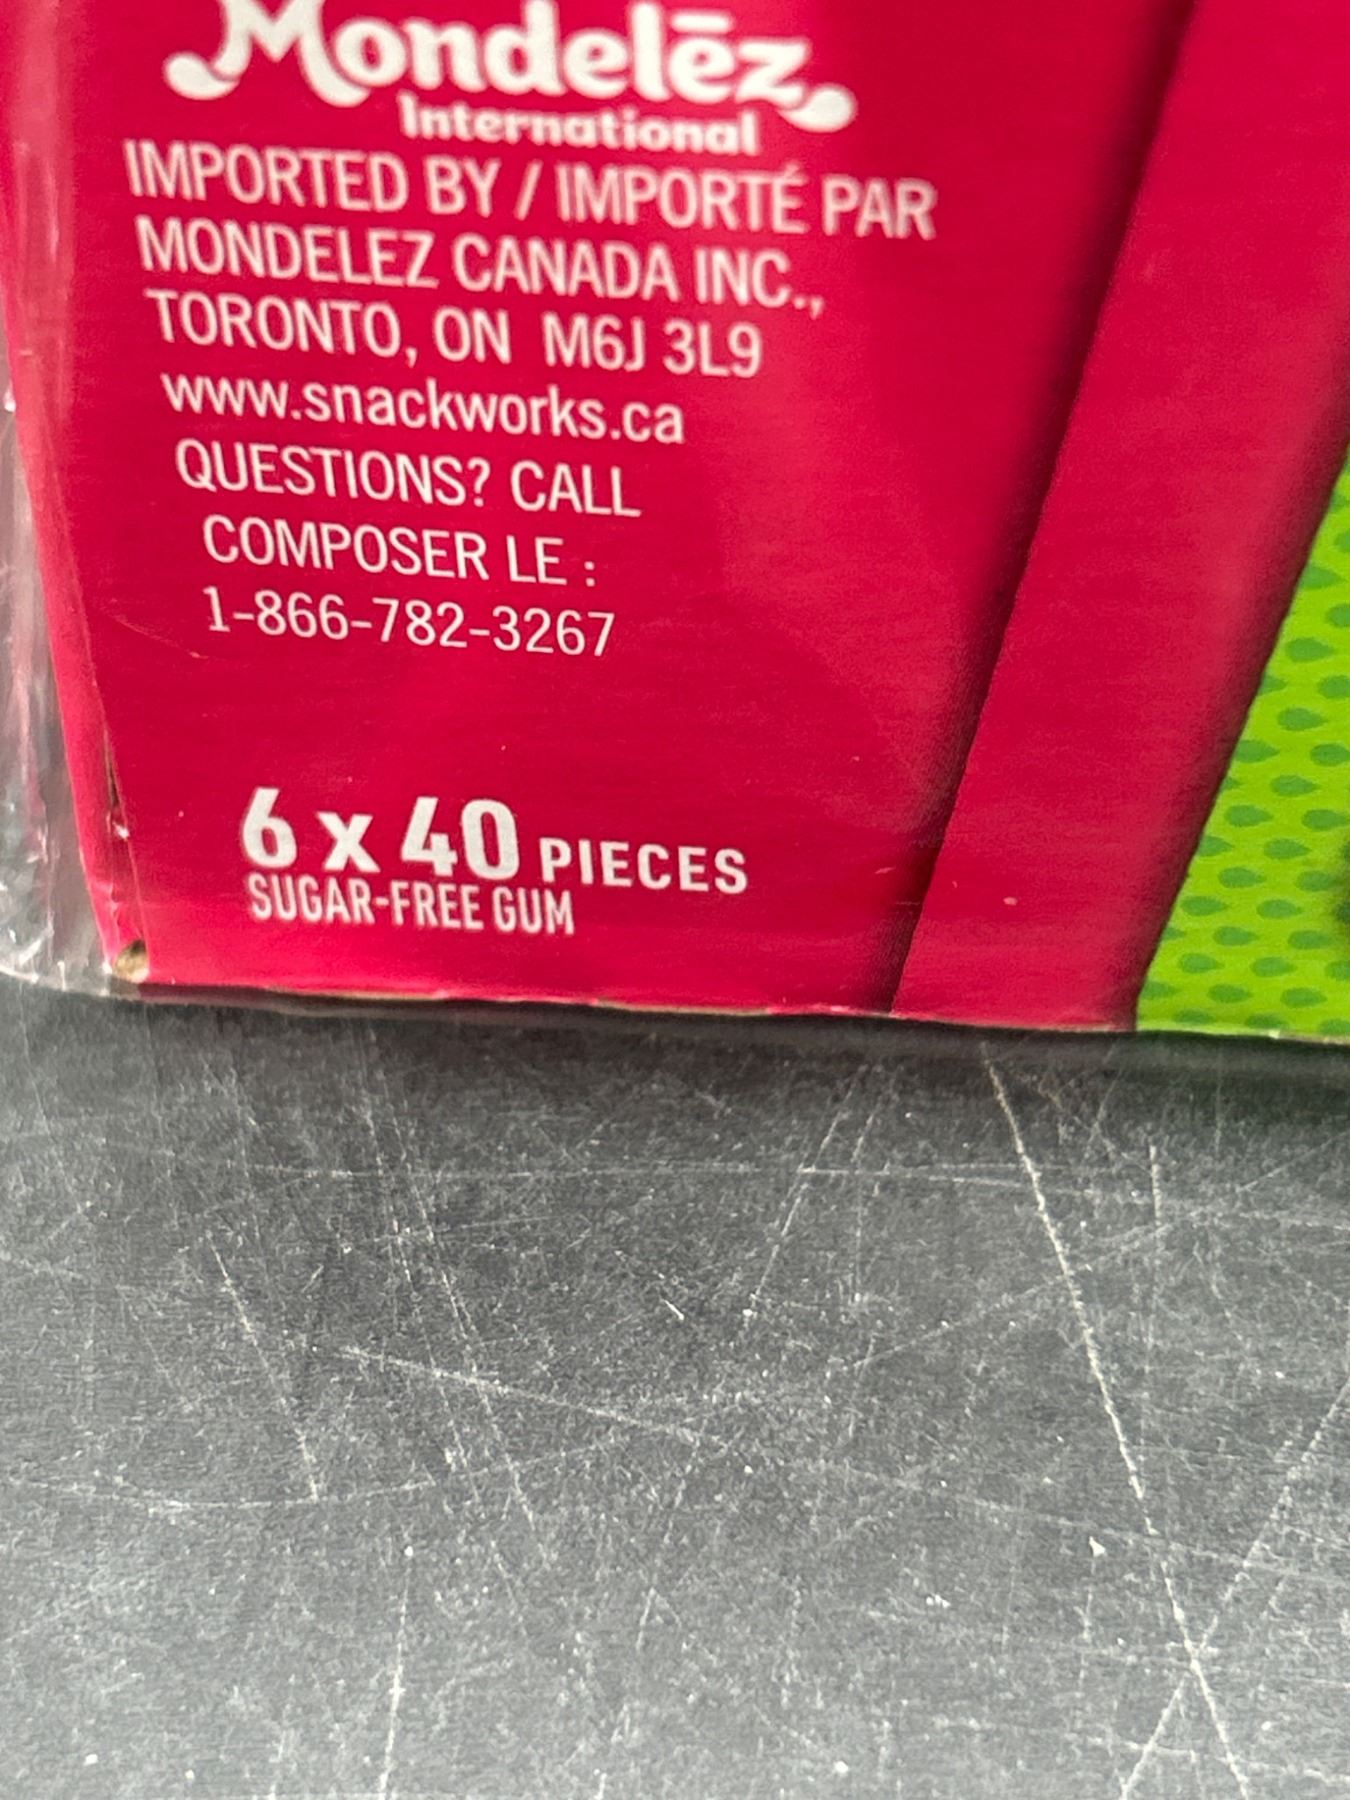 Mondelēz
International
IMPORTED BY / IMPORTÉ PAR
MONDELEZ CANADA INC.,
TORONTO, ON M6J 3L9
www.snackworks.ca
QUESTIONS? CALL
COMPOSER LE :
1-866-782-3267
6 x 40 PIECES
SUGAR-FREE GUM